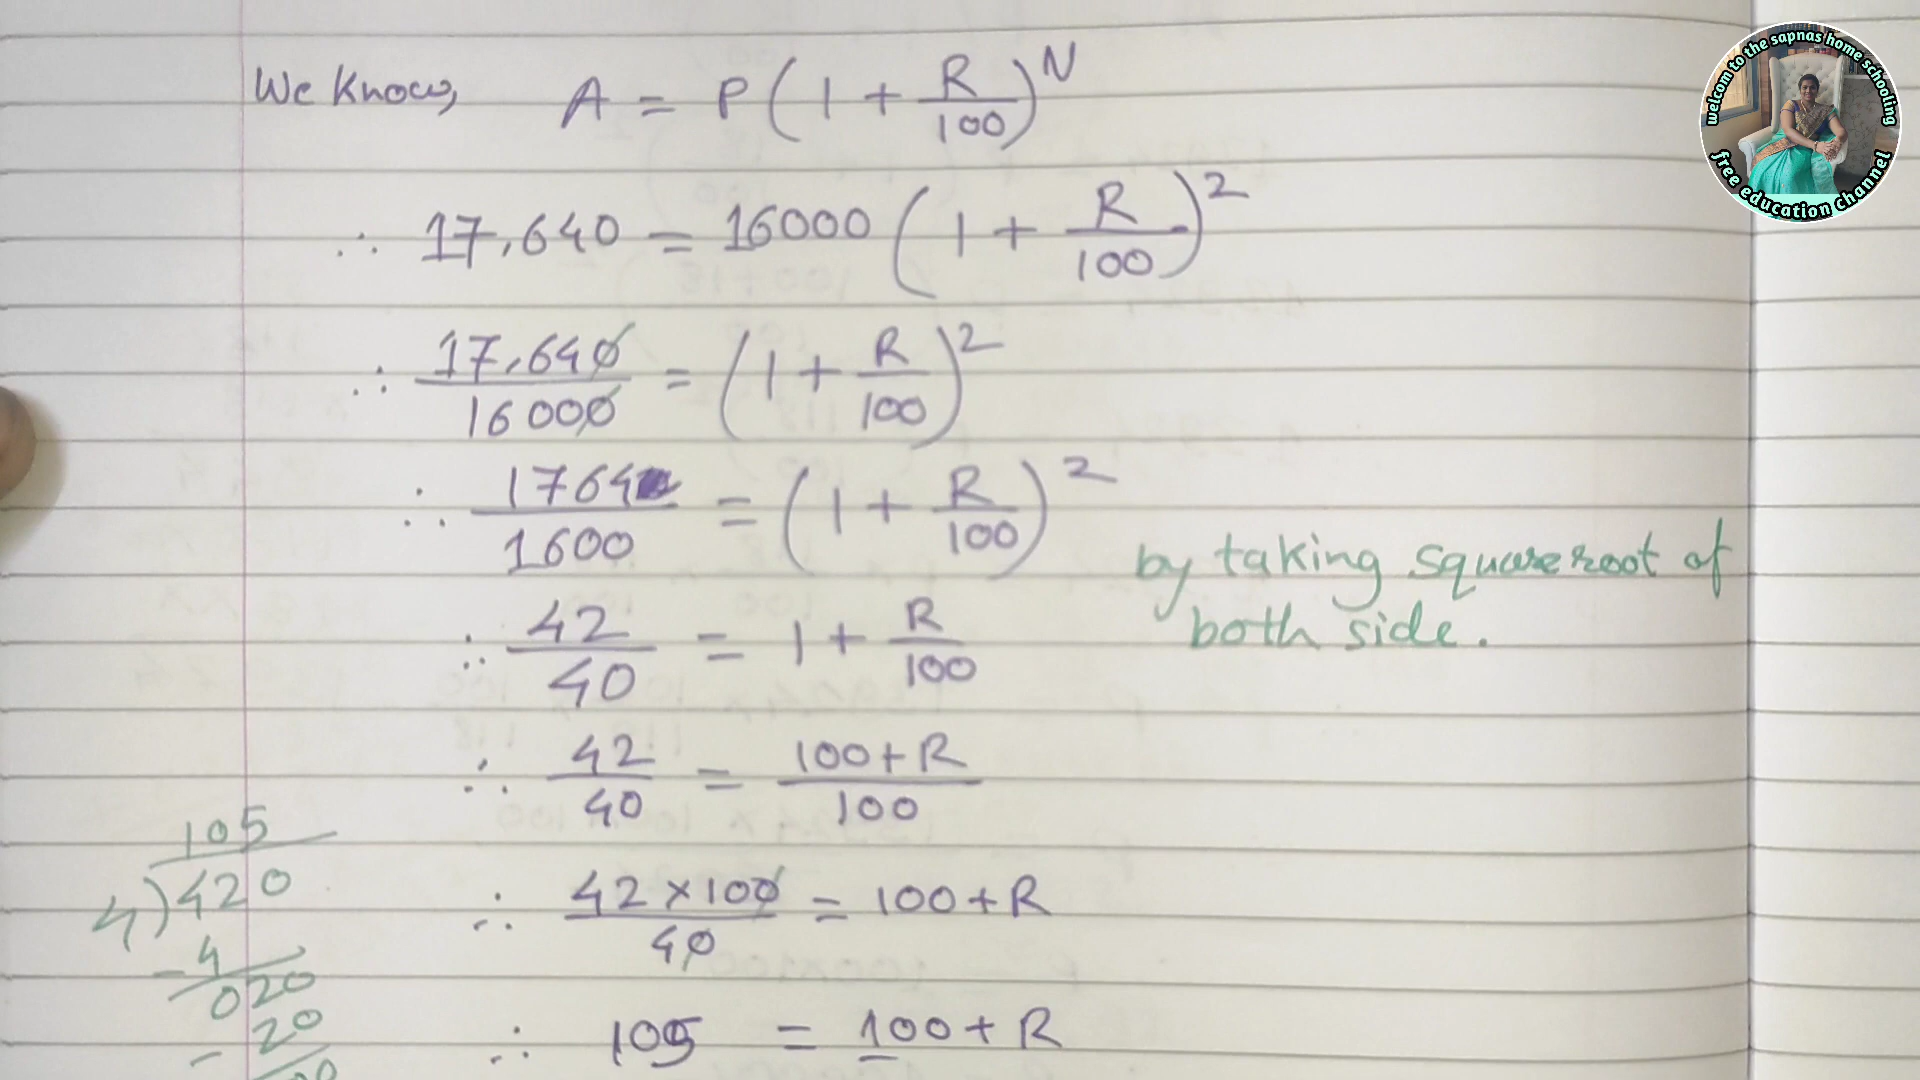 We Know, A = P(1 + R/100)^N
∴ 17,640 = 16000 (1 + R/100)^2
∴ 17,640/16000 = (1 + R/100)^2
∴ 1764/1600 = (1 + R/100)^2
by taking square root of
both side.
∴ 42/40 = 1 + R/100
∴ 42/40 = 100+R/100
∴ 42×100/40 = 100+R
∴ 105 = 100+R
105
4)420
-4
020
-20
00
welcom to the sapnas home schooling
free education channel